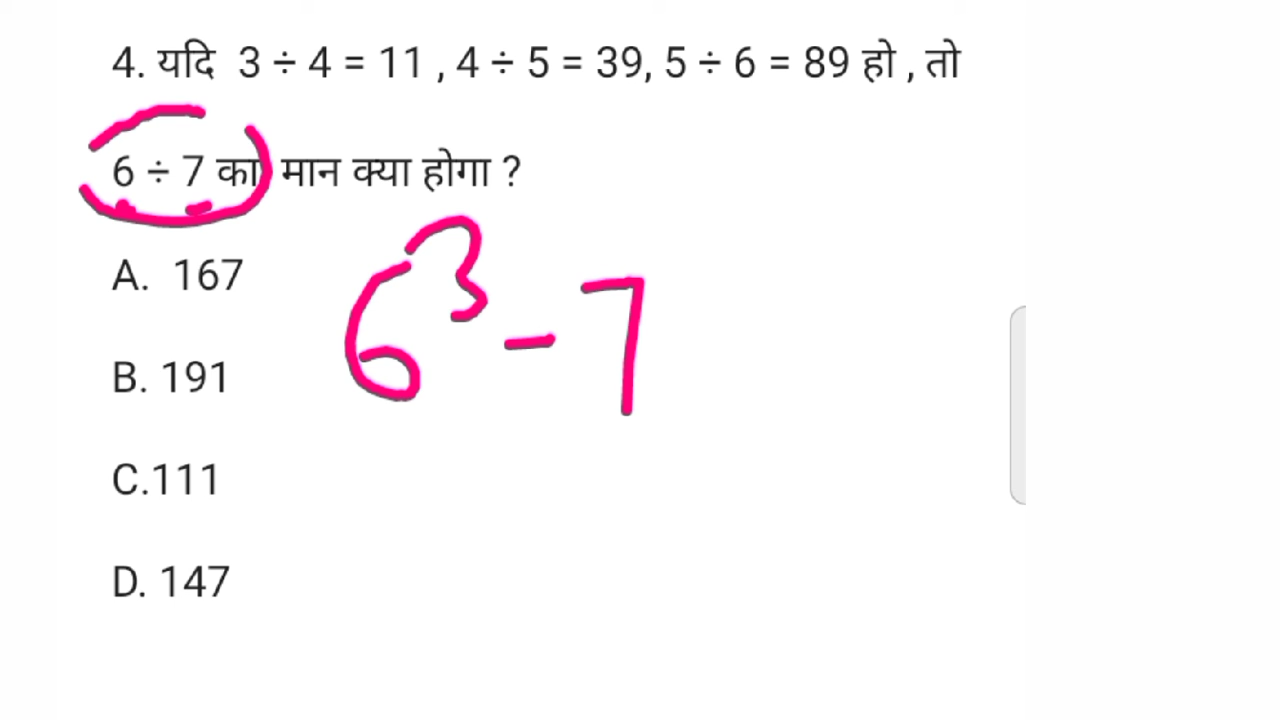 4. यदि 3 ÷ 4 = 11 , 4 ÷ 5 = 39, 5 ÷ 6 = 89 हो , तो
6 ÷ 7 का मान क्या होगा ?
A. 167
6³ - 7
B. 191
C.111
D. 147